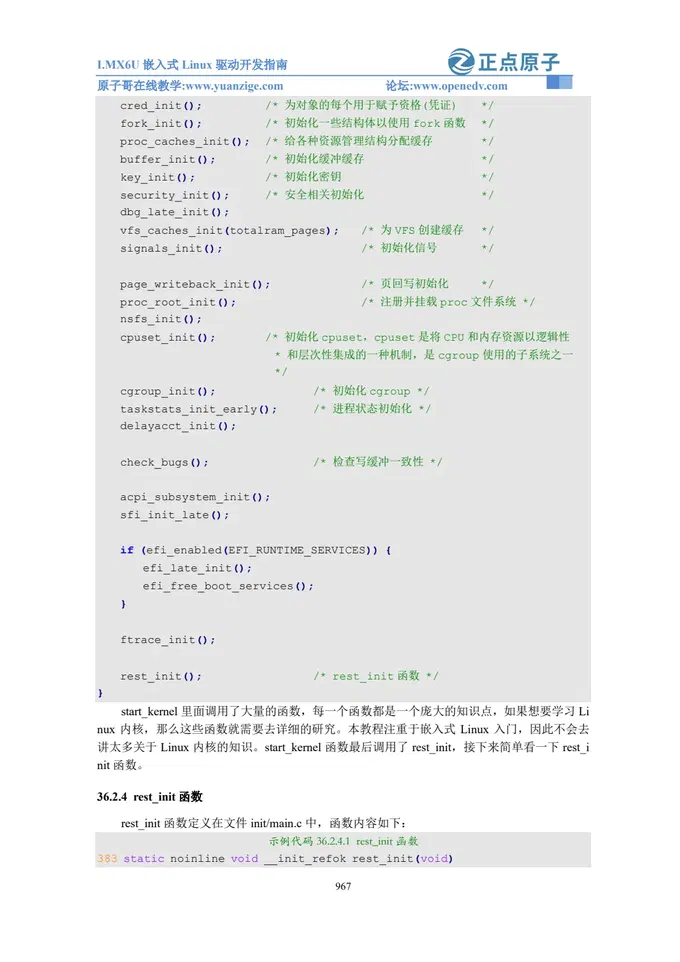 I.MX6U 嵌入式 Linux 驱动开发指南
正点原子
原子哥在线教学:www.yuanzige.com 论坛:www.openedv.com
cred_init(); /* 为对象的每个用于赋予资格(凭证) */
fork_init(); /* 初始化一些结构体以使用 fork 函数 */
proc_caches_init(); /* 给各种资源管理结构分配缓存 */
buffer_init(); /* 初始化缓冲缓存 */
key_init(); /* 初始化密钥 */
security_init(); /* 安全相关初始化 */
dbg_late_init();
vfs_caches_init(totalram_pages); /* 为 VFS 创建缓存 */
signals_init(); /* 初始化信号 */
page_writeback_init(); /* 页回写初始化 */
proc_root_init(); /* 注册并挂载 proc 文件系统 */
nsfs_init();
cpuset_init(); /* 初始化 cpuset，cpuset 是将 CPU 和内存资源以逻辑性
* 和层次性集成的一种机制，是 cgroup 使用的子系统之一
*/
cgroup_init(); /* 初始化 cgroup */
taskstats_init_early(); /* 进程状态初始化 */
delayacct_init();
check_bugs(); /* 检查写缓冲一致性 */
acpi_subsystem_init();
sfi_init_late();
if (efi_enabled(EFI_RUNTIME_SERVICES)) {
efi_late_init();
efi_free_boot_services();
}
ftrace_init();
rest_init(); /* rest_init 函数 */
}
start_kernel 里面调用了大量的函数，每一个函数都是一个庞大的知识点，如果想要学习 Li
nux 内核，那么这些函数就需要去详细的研究。本教程注重于嵌入式 Linux 入门，因此不会去
讲太多关于 Linux 内核的知识。start_kernel 函数最后调用了 rest_init，接下来简单看一下 rest_i
nit 函数。
36.2.4 rest_init 函数
rest_init 函数定义在文件 init/main.c 中，函数内容如下：
示例代码 36.2.4.1 rest_init 函数
383 static noinline void __init_refok rest_init(void)
967